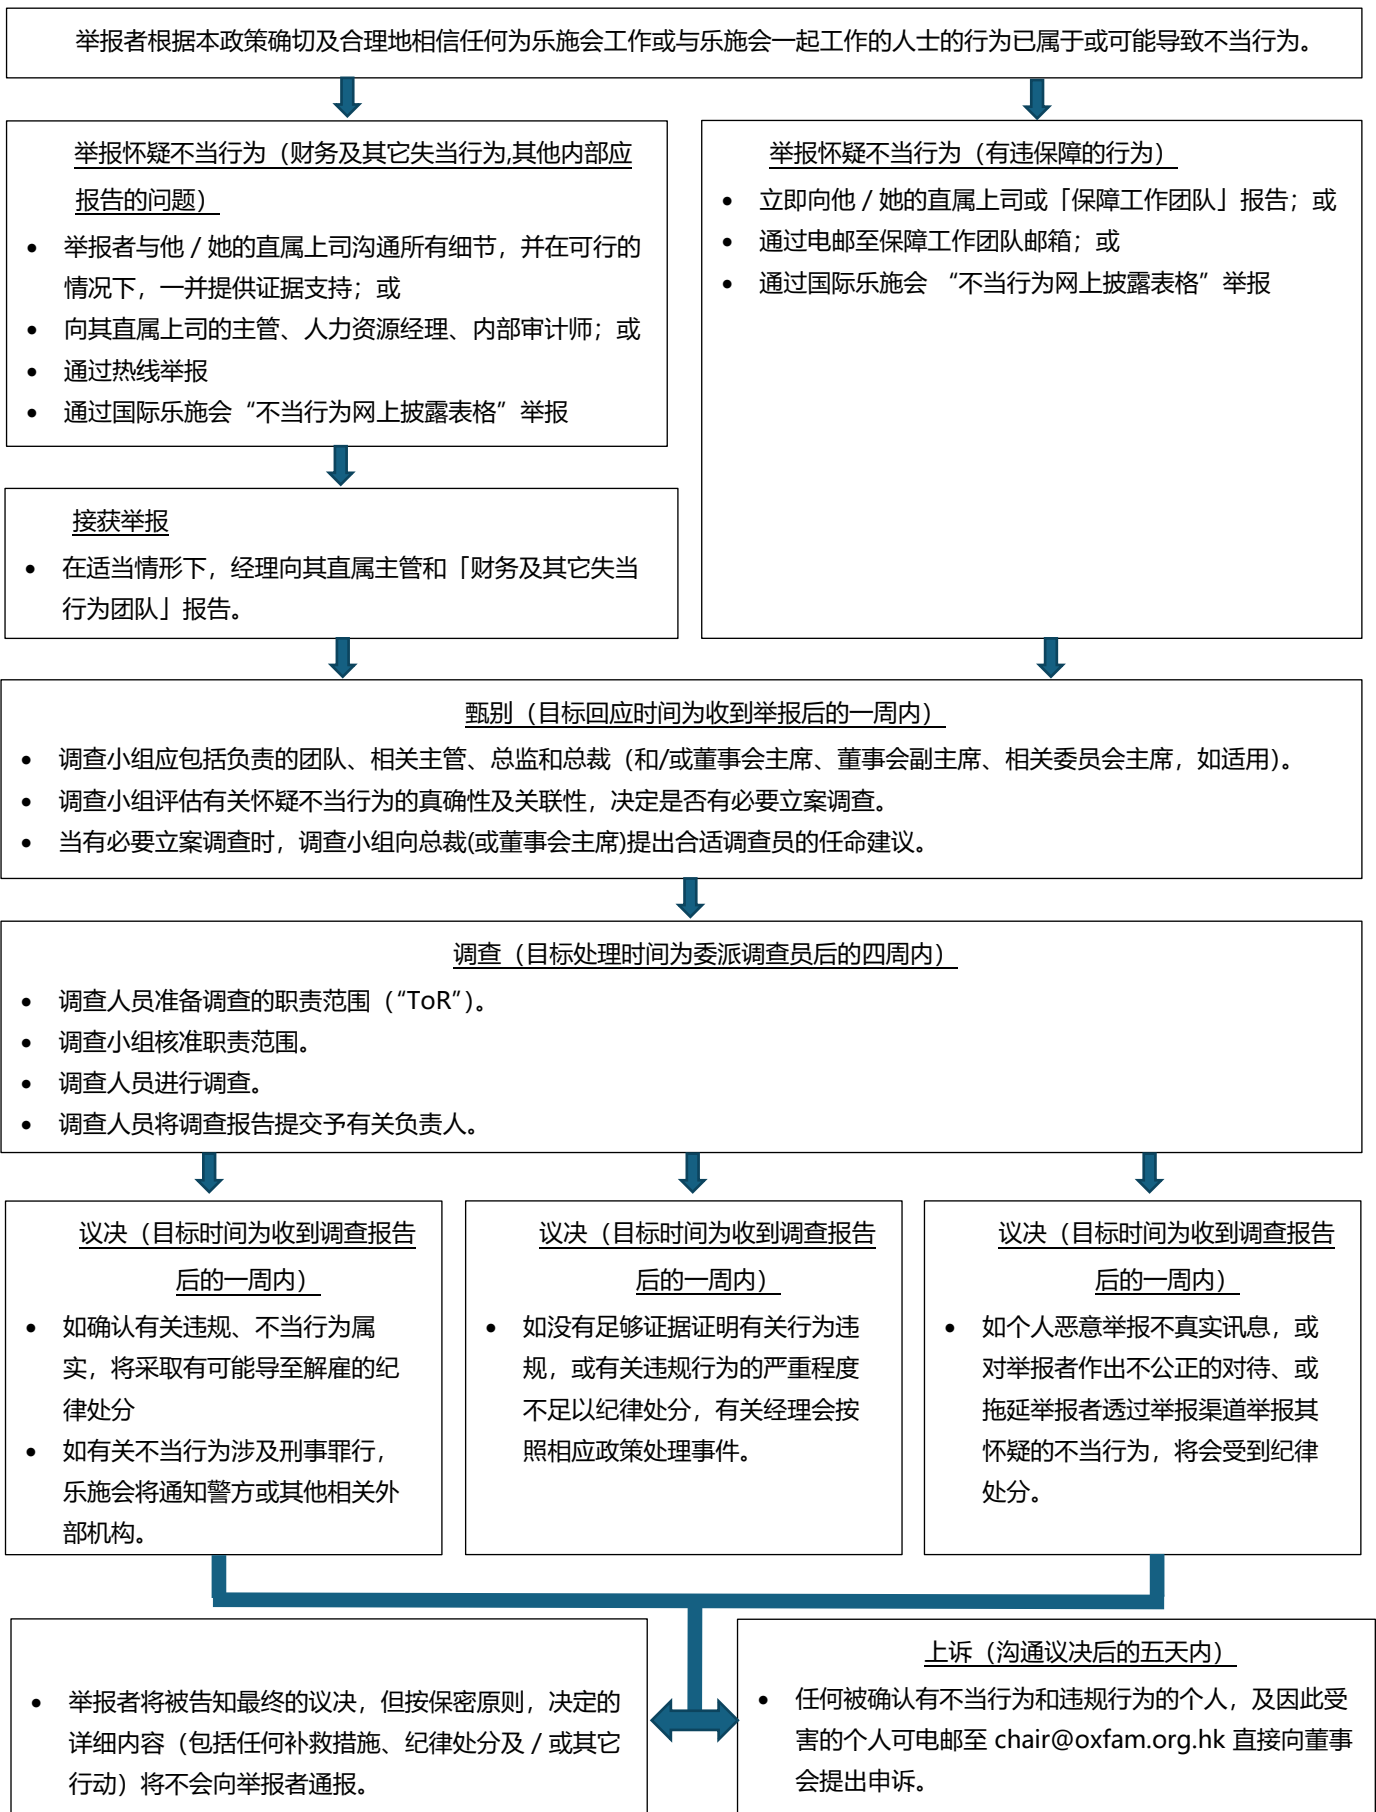 举报者根据本政策确切及合理地相信任何为乐施会工作或与乐施会一起工作的人士的行为已属于或可能导致不当行为。
举报怀疑不当行为（财务及其它失当行为,其他内部应
报告的问题）
• 举报者与他 / 她的直属上司沟通所有细节，并在可行的
情况下，一并提供证据支持；或
• 向其直属上司的主管、人力资源经理、内部审计师；或
• 通过热线举报
• 通过国际乐施会“不当行为网上披露表格”举报
举报怀疑不当行为（有违保障的行为）
• 立即向他 / 她的直属上司或「保障工作团队」报告；或
• 通过电邮至保障工作团队邮箱；或
• 通过国际乐施会 “不当行为网上披露表格”举报
接获举报
• 在适当情形下，经理向其直属主管和「财务及其它失当
行为团队」报告。
甄别（目标回应时间为收到举报后的一周内）
• 调查小组应包括负责的团队、相关主管、总监和总裁（和/或董事会主席、董事会副主席、相关委员会主席，如适用）。
• 调查小组评估有关怀疑不当行为的真确性及关联性，决定是否有必要立案调查。
• 当有必要立案调查时，调查小组向总裁(或董事会主席)提出合适调查员的任命建议。
调查（目标处理时间为委派调查员后的四周内）
• 调查人员准备调查的职责范围（“ToR”）。
• 调查小组核准职责范围。
• 调查人员进行调查。
• 调查人员将调查报告提交予有关负责人。
议决（目标时间为收到调查报告
后的一周内）
• 如确认有关违规、不当行为属
实，将采取有可能导至解雇的纪
律处分
• 如有关不当行为涉及刑事罪行，
乐施会将通知警方或其他相关外
部机构。
议决（目标时间为收到调查报告
后的一周内）
• 如没有足够证据证明有关行为违
规，或有关违规行为的严重程度
不足以纪律处分，有关经理会按
照相应政策处理事件。
议决（目标时间为收到调查报告
后的一周内）
• 如个人恶意举报不真实讯息，或
对举报者作出不公正的对待、或
拖延举报者透过举报渠道举报其
怀疑的不当行为，将会受到纪律
处分。
• 举报者将被告知最终的议决，但按保密原则，决定的
详细内容（包括任何补救措施、纪律处分及 / 或其它
行动）将不会向举报者通报。
上诉（沟通议决后的五天内）
• 任何被确认有不当行为和违规行为的个人，及因此受
害的个人可电邮至 chair@oxfam.org.hk 直接向董事
会提出申诉。